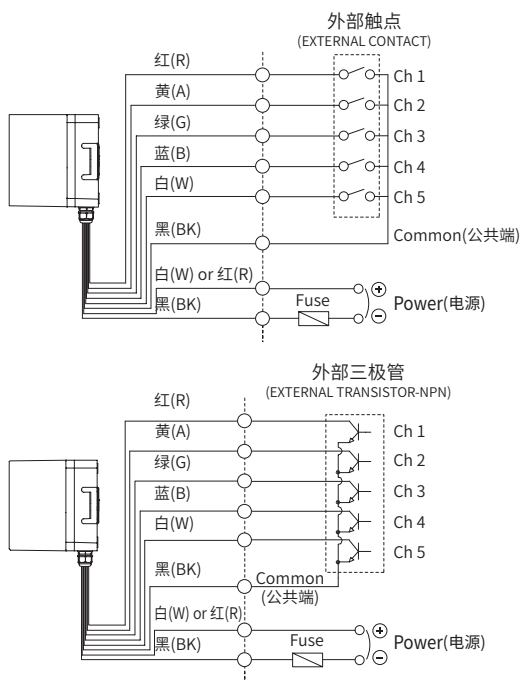 外部触点
(EXTERNAL CONTACT)
红(R)
Ch 1
黄(A)
Ch 2
绿(G)
Ch 3
蓝(B)
Ch 4
白(W)
Ch 5
黑(BK)
Common(公共端)
白(W) or 红(R)
黑(BK)
Fuse
+
Power(电源)
−
外部三极管
(EXTERNAL TRANSISTOR-NPN)
红(R)
Ch 1
黄(A)
Ch 2
绿(G)
Ch 3
蓝(B)
Ch 4
白(W)
Ch 5
黑(BK)
Common
(公共端)
白(W) or 红(R)
黑(BK)
Fuse
+
Power(电源)
−